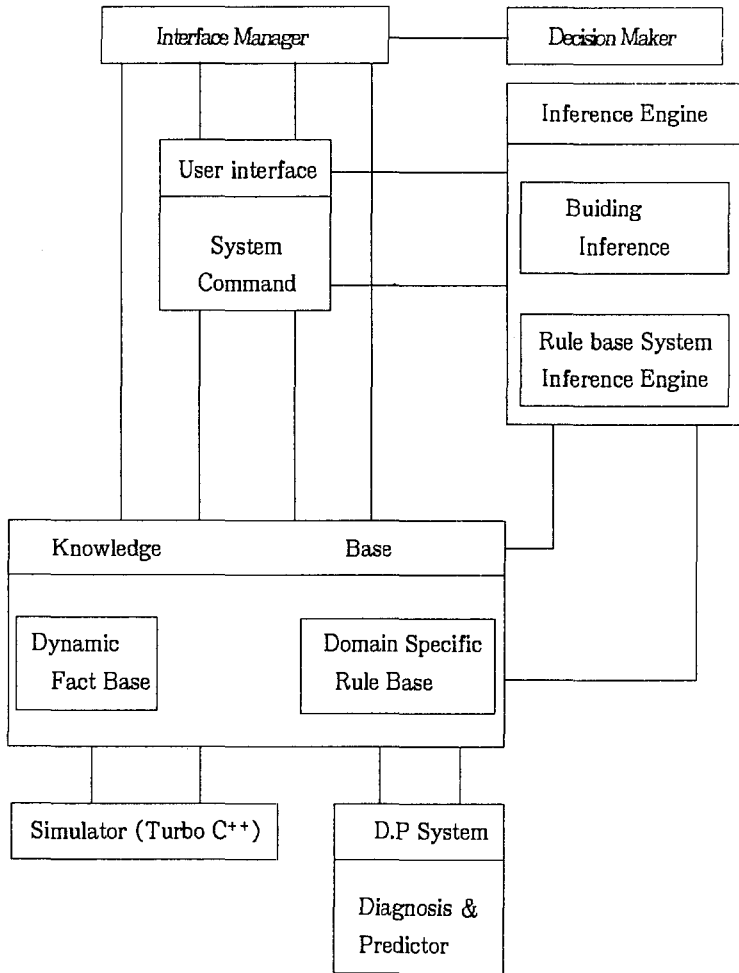 Interface Manager
Decision Maker
Inference Engine
User interface
Buiding
Inference
System
Command
Rule base System
Inference Engine
Knowledge Base
Dynamic
Fact Base
Domain Specific
Rule Base
Simulator (Turbo C++)
D.P System
Diagnosis &
Predictor